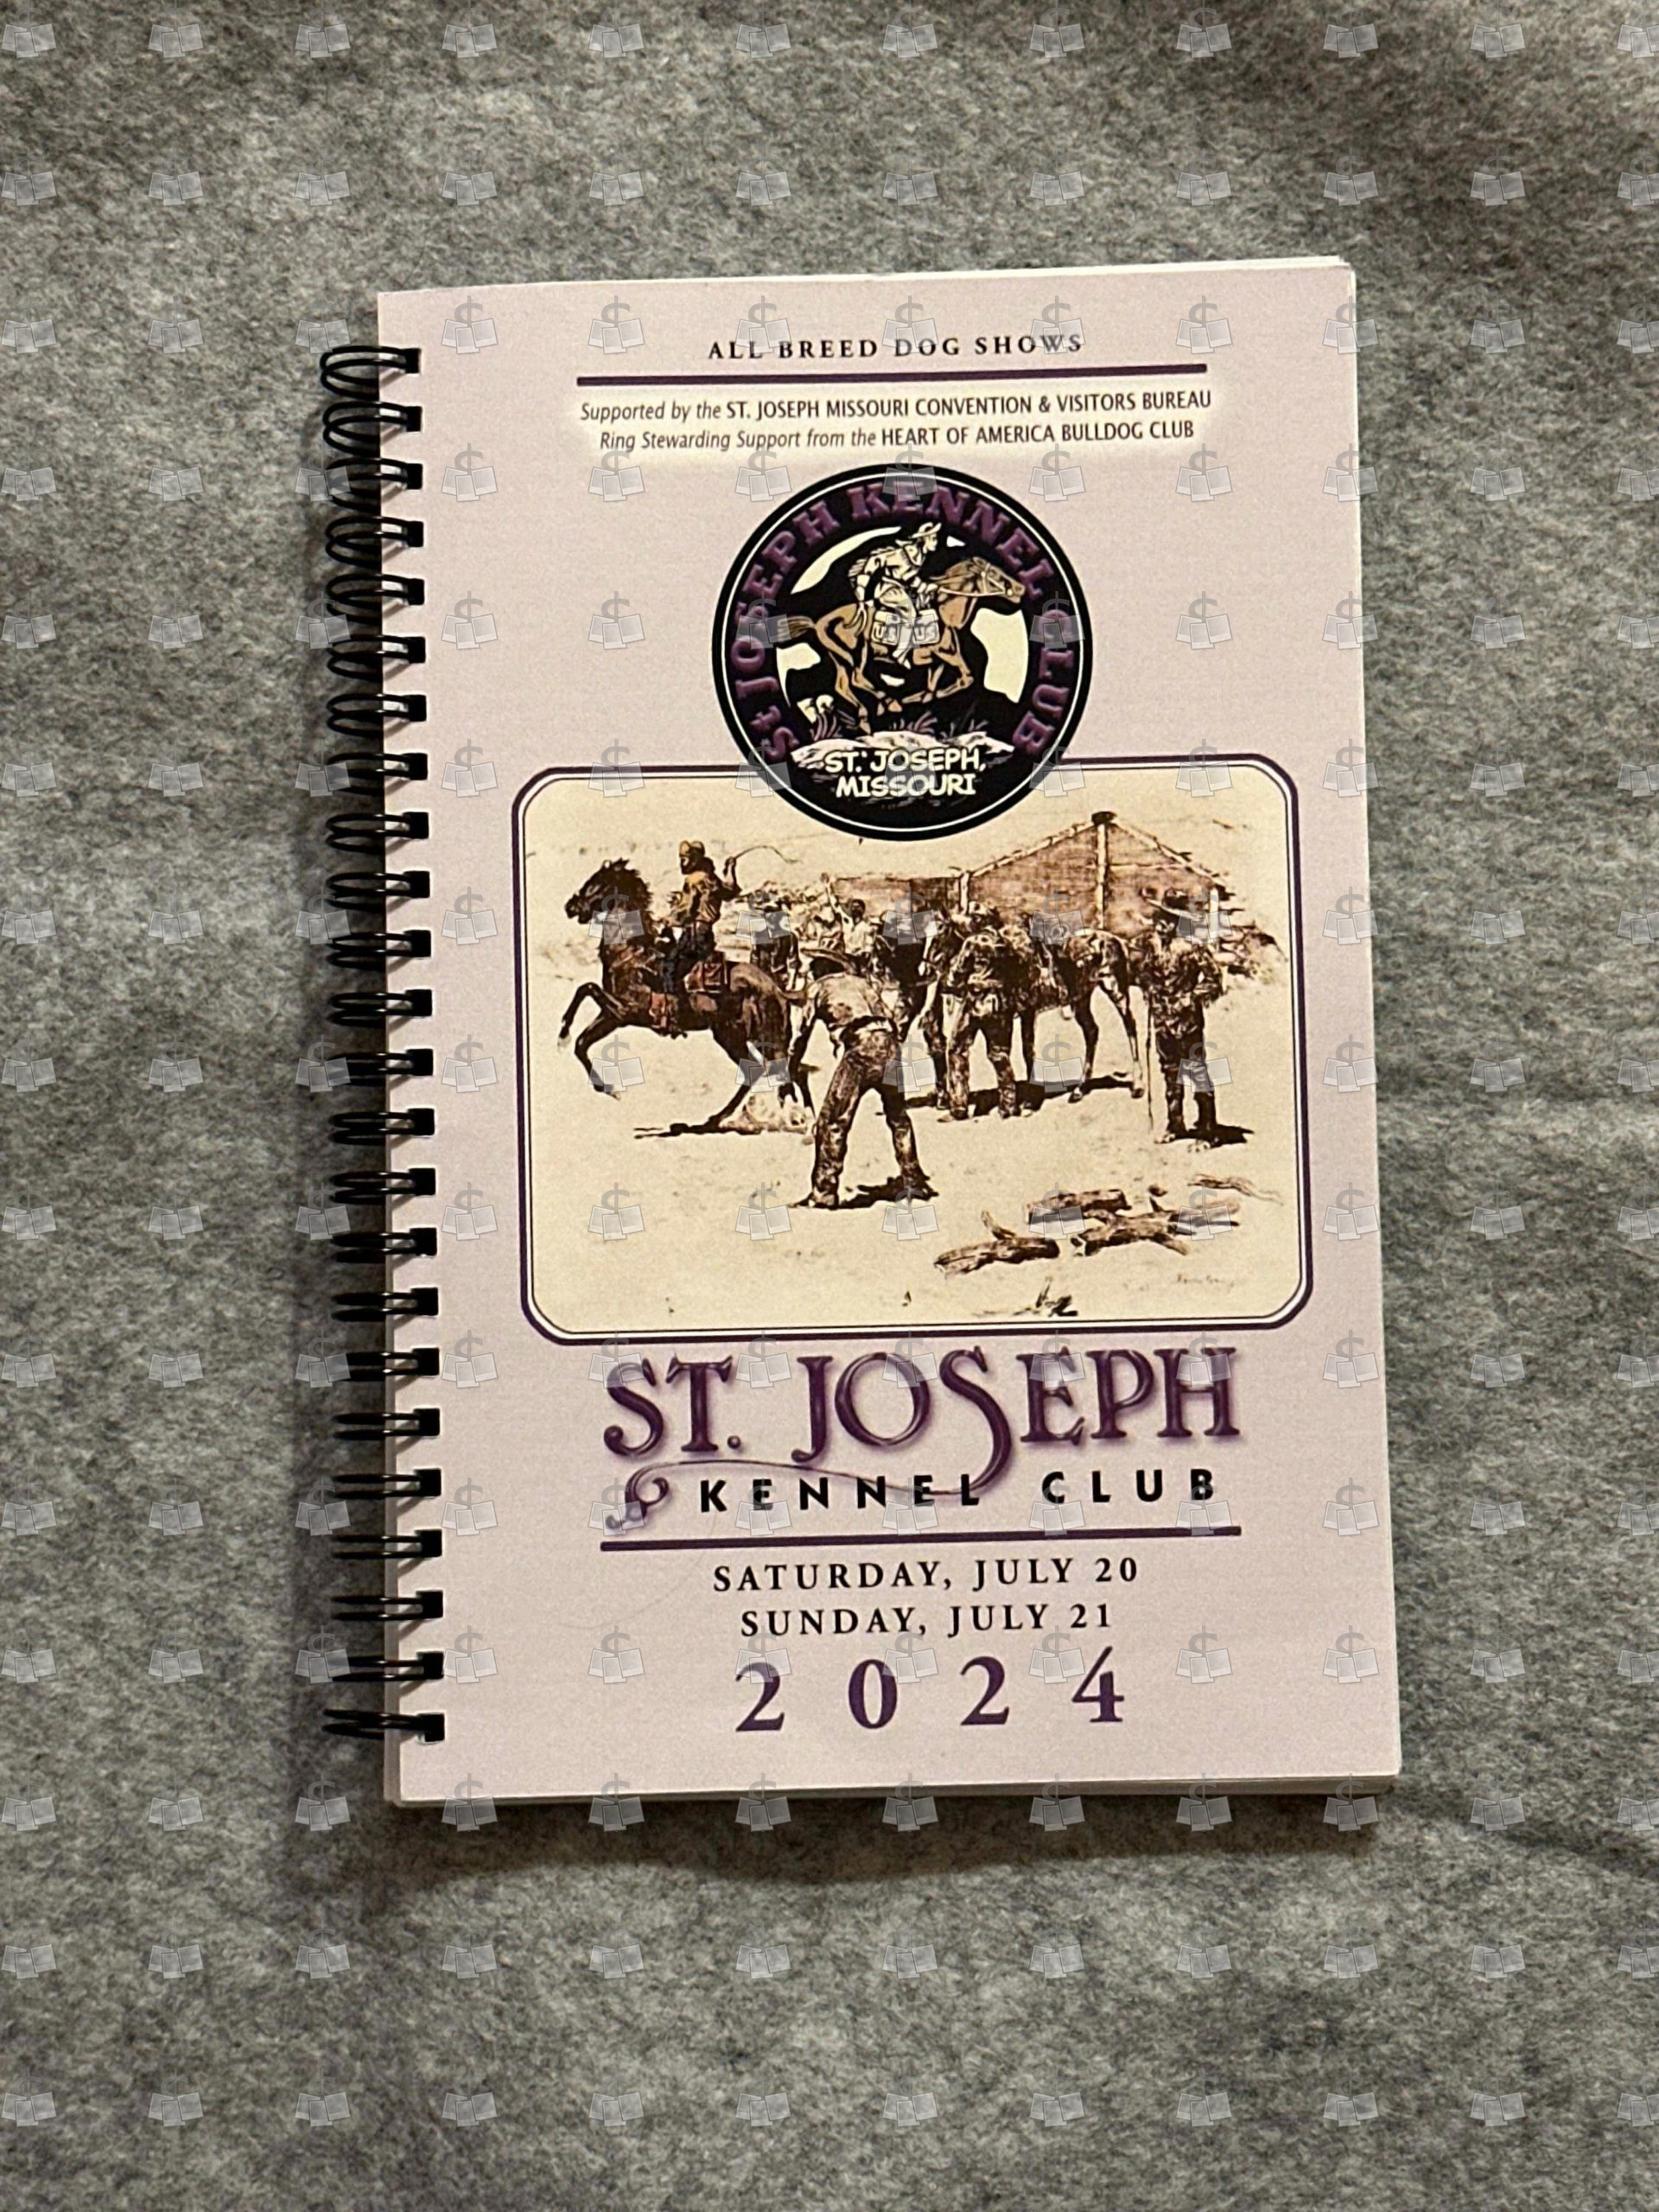 ALL BREED DOG SHOWS
Supported by the ST. JOSEPH MISSOURI CONVENTION & VISITORS BUREAU
Ring Stewarding Support from the HEART OF AMERICA BULLDOG CLUB
ST JOSEPH KENNEL CLUB
US US
ST. JOSEPH,
MISSOURI
ST. JOSEPH
KENNEL CLUB
SATURDAY, JULY 20
SUNDAY, JULY 21
2024